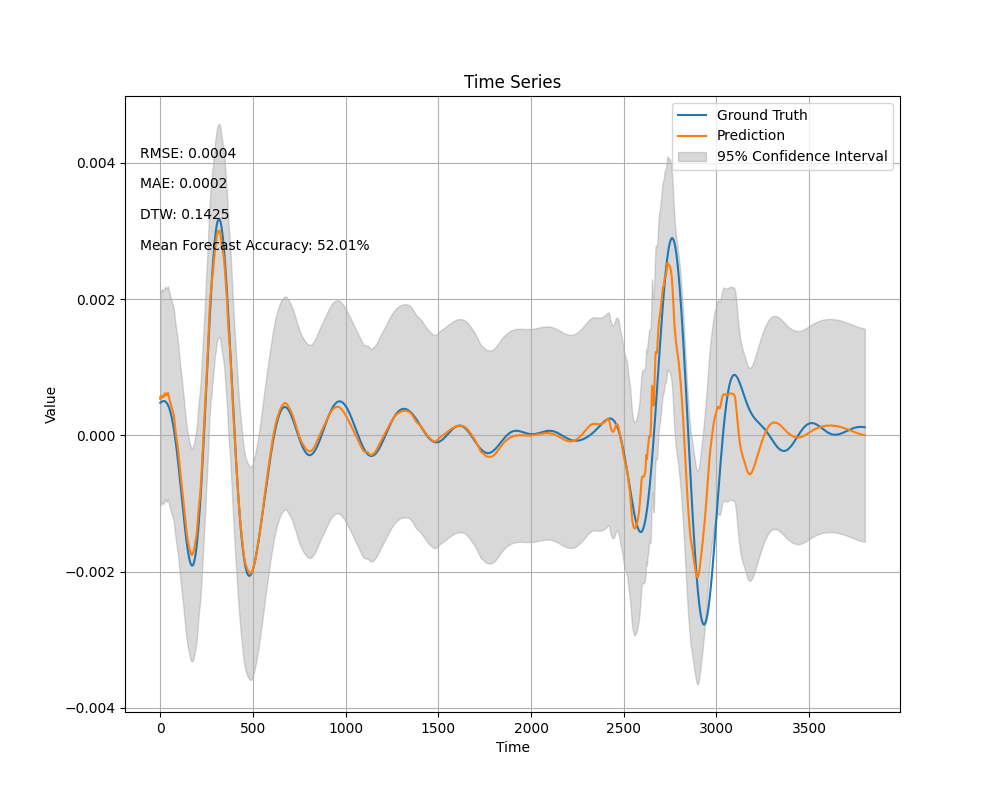 Time Series
Ground Truth
Prediction
95% Confidence Interval
RMSE: 0.0004
MAE: 0.0002
DTW: 0.1425
Mean Forecast Accuracy: 52.01%
0.004
0.002
0.000
−0.002
−0.004
Value
0 500 1000 1500 2000 2500 3000 3500
Time